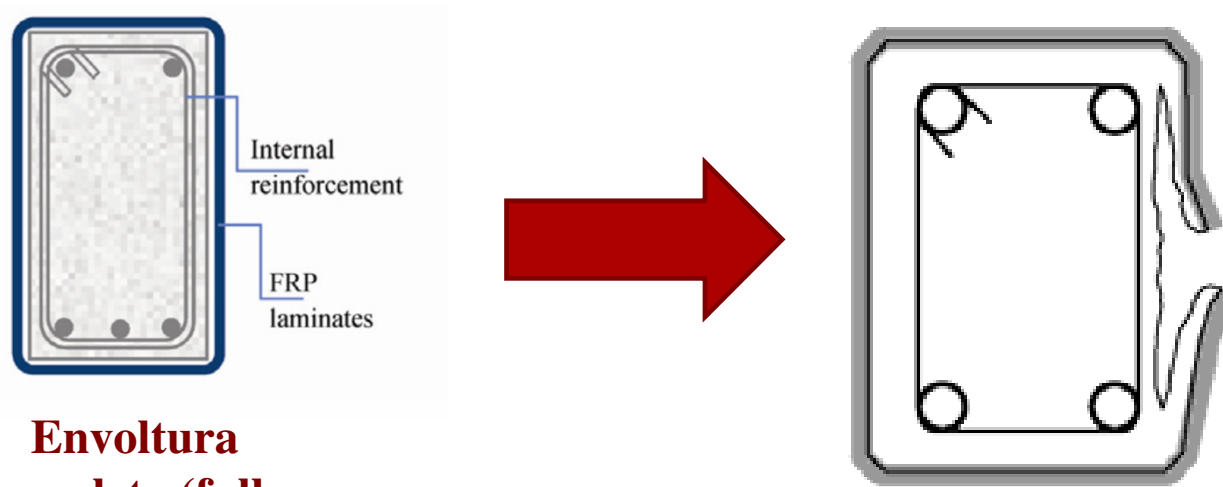 Internal
reinforcement
FRP
laminates
Envoltura